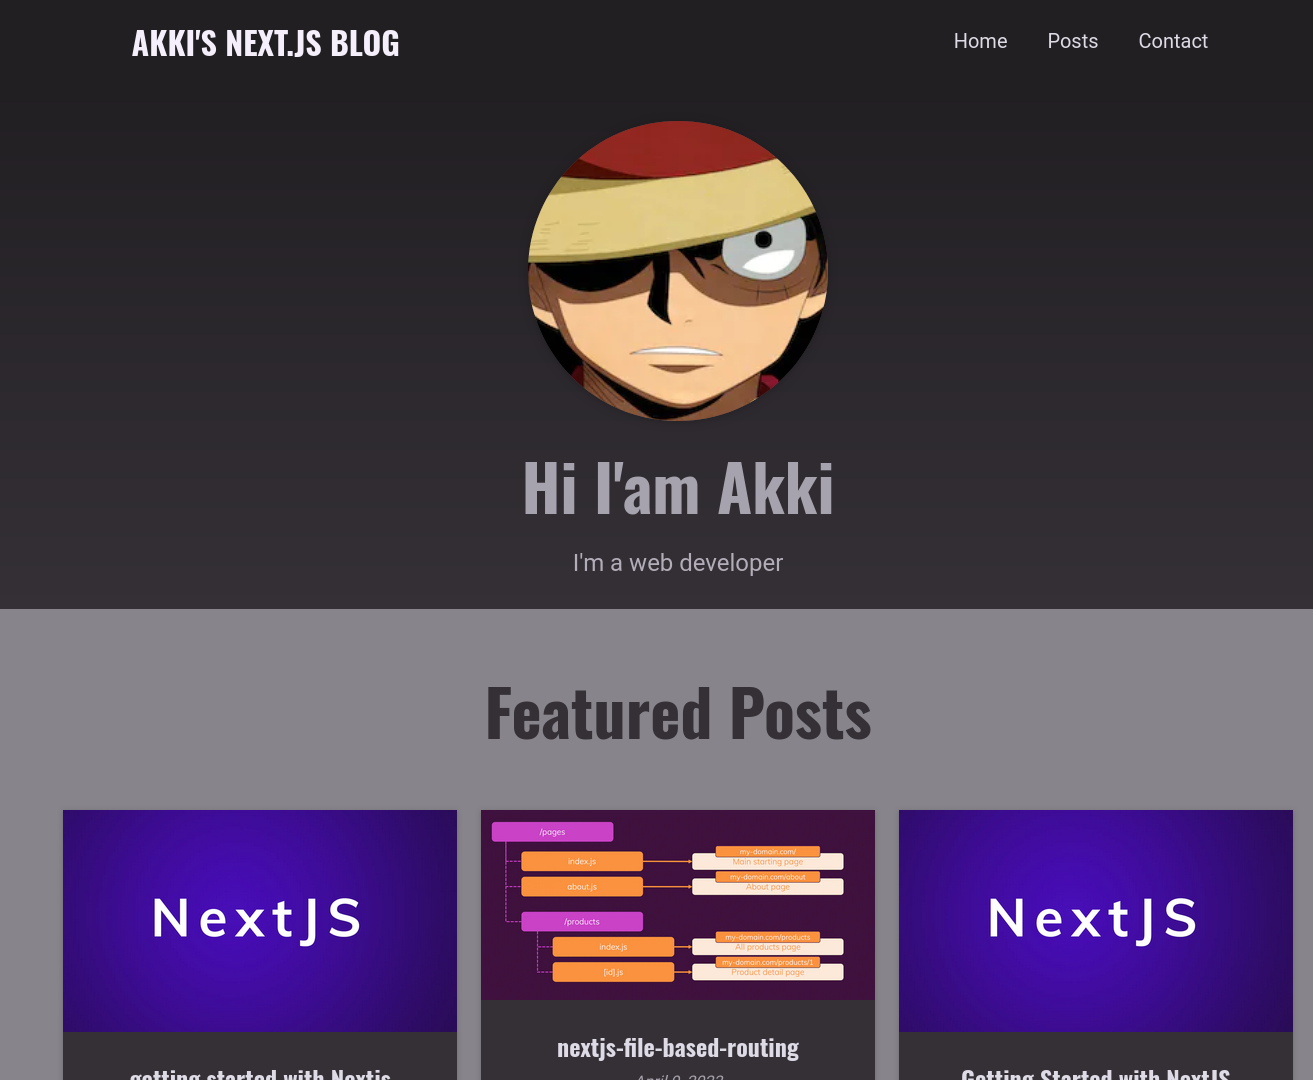 AKKI'S NEXT.JS BLOG
Home
Posts
Contact
Hi I'am Akki
I'm a web developer
Featured Posts
NextJS
/pages
index.js
my-domain.com/
Main starting page
about.js
my-domain.com/about
About page
/products
index.js
my-domain.com/products
All products page
[id].js
my-domain.com/products/1
Product detail page
NextJS
getting started with Nextjs
nextjs-file-based-routing
April 9, 2022
Getting Started with NextJS